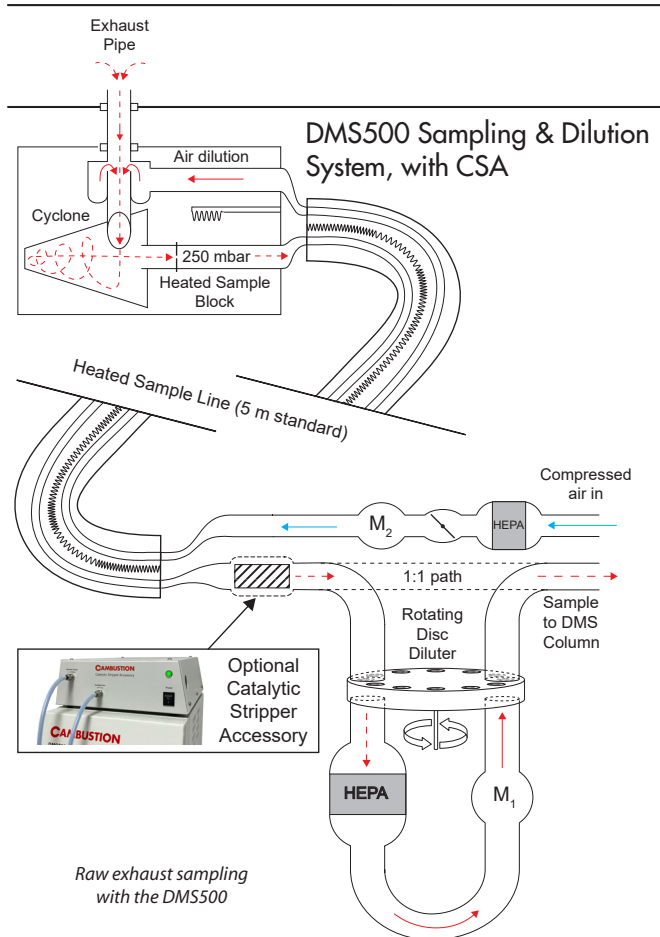 Exhaust
Pipe
DMS500 Sampling & Dilution
System, with CSA
Air dilution
Cyclone
250 mbar
Heated Sample
Block
Heated Sample Line (5 m standard)
Compressed
air in
M2
HEPA
1:1 path
Sample
to DMS
Column
Rotating
Disc
Diluter
CAMBUSTION
CAMBUSTION
Optional
Catalytic
Stripper
Accessory
HEPA
M1
Raw exhaust sampling
with the DMS500